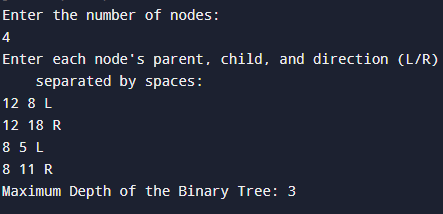 Enter the number of nodes:
4
Enter each node's parent, child, and direction (L/R)
separated by spaces:
12 8 L
12 18 R
8 5 L
8 11 R
Maximum Depth of the Binary Tree: 3